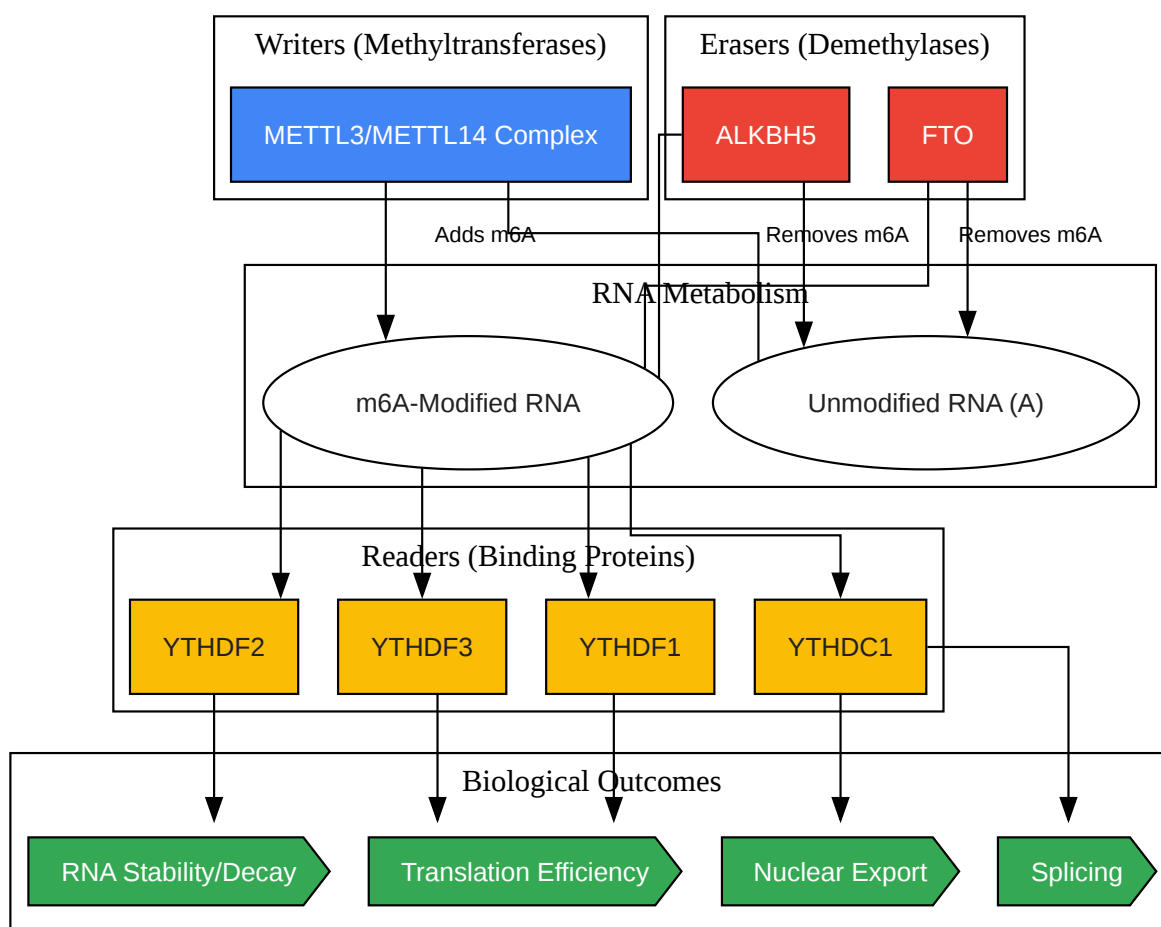 Writers (Methyltransferases)
Erasers (Demethylases)
METTL3/METTL14 Complex
ALKBH5
FTO
Adds m6A
Removes m6A
Removes m6A
RNA Metabolism
m6A-Modified RNA
Unmodified RNA (A)
Readers (Binding Proteins)
YTHDF2
YTHDF3
YTHDF1
YTHDC1
Biological Outcomes
RNA Stability/Decay
Translation Efficiency
Nuclear Export
Splicing